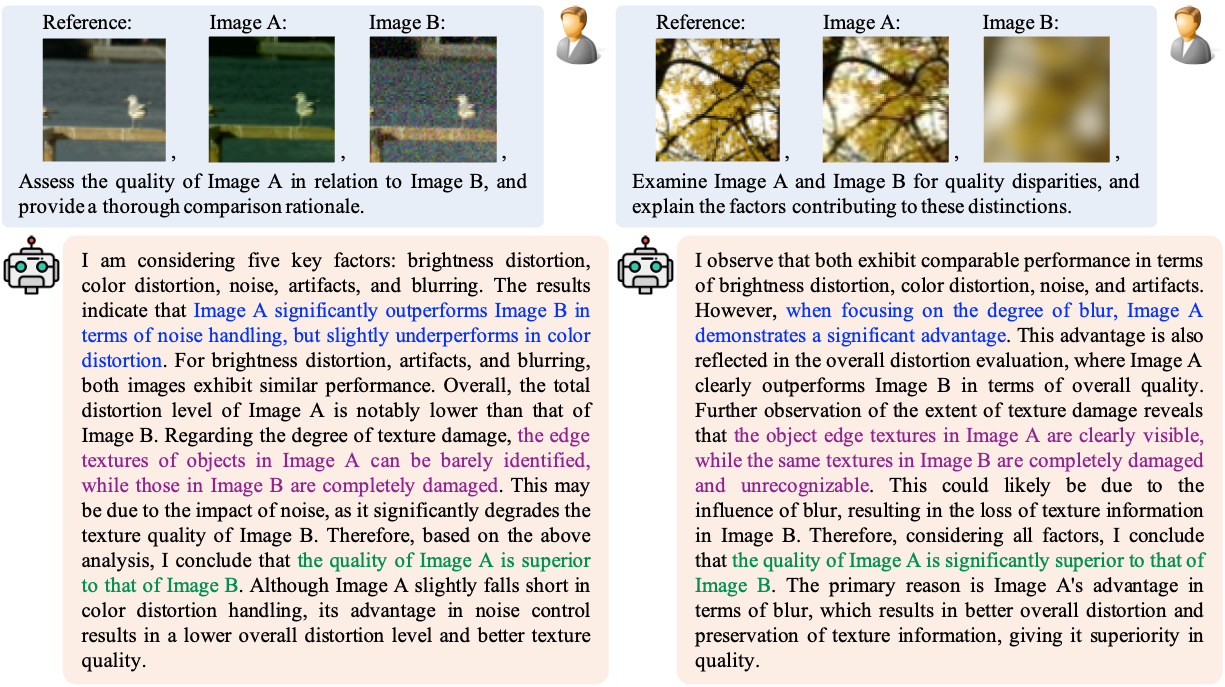 Reference:
Image A:
Image B:
,
,
,
Assess the quality of Image A in relation to Image B, and
provide a thorough comparison rationale.
I am considering five key factors: brightness distortion,
color distortion, noise, artifacts, and blurring. The results
indicate that Image A significantly outperforms Image B in
terms of noise handling, but slightly underperforms in color
distortion. For brightness distortion, artifacts, and blurring,
both images exhibit similar performance. Overall, the total
distortion level of Image A is notably lower than that of
Image B. Regarding the degree of texture damage, the edge
textures of objects in Image A can be barely identified,
while those in Image B are completely damaged. This may
be due to the impact of noise, as it significantly degrades the
texture quality of Image B. Therefore, based on the above
analysis, I conclude that the quality of Image A is superior
to that of Image B. Although Image A slightly falls short in
color distortion handling, its advantage in noise control
results in a lower overall distortion level and better texture
quality.
Reference:
Image A:
Image B:
,
,
,
Examine Image A and Image B for quality disparities, and
explain the factors contributing to these distinctions.
I observe that both exhibit comparable performance in terms
of brightness distortion, color distortion, noise, and artifacts.
However, when focusing on the degree of blur, Image A
demonstrates a significant advantage. This advantage is also
reflected in the overall distortion evaluation, where Image A
clearly outperforms Image B in terms of overall quality.
Further observation of the extent of texture damage reveals
that the object edge textures in Image A are clearly visible,
while the same textures in Image B are completely damaged
and unrecognizable. This could likely be due to the
influence of blur, resulting in the loss of texture information
in Image B. Therefore, considering all factors, I conclude
that the quality of Image A is significantly superior to that of
Image B. The primary reason is Image A's advantage in
terms of blur, which results in better overall distortion and
preservation of texture information, giving it superiority in
quality.